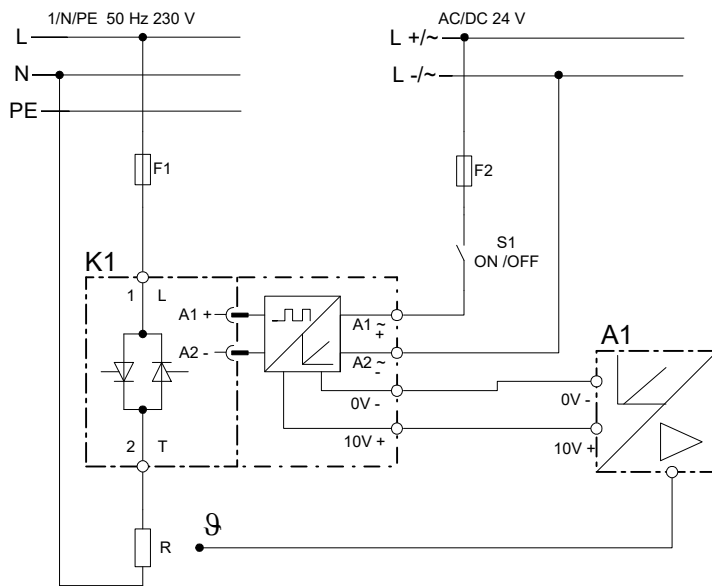 1/N/PE 50 Hz 230 V
AC/DC 24 V
L
L +/~
N
L -/~
PE
F1
F2
S1
ON /OFF
K1
1 L
A1 +
A1 ~
+
A1
A2 -
A2 ~
-
0V -
0V -
10V +
10V +
2 T
R
ϑ